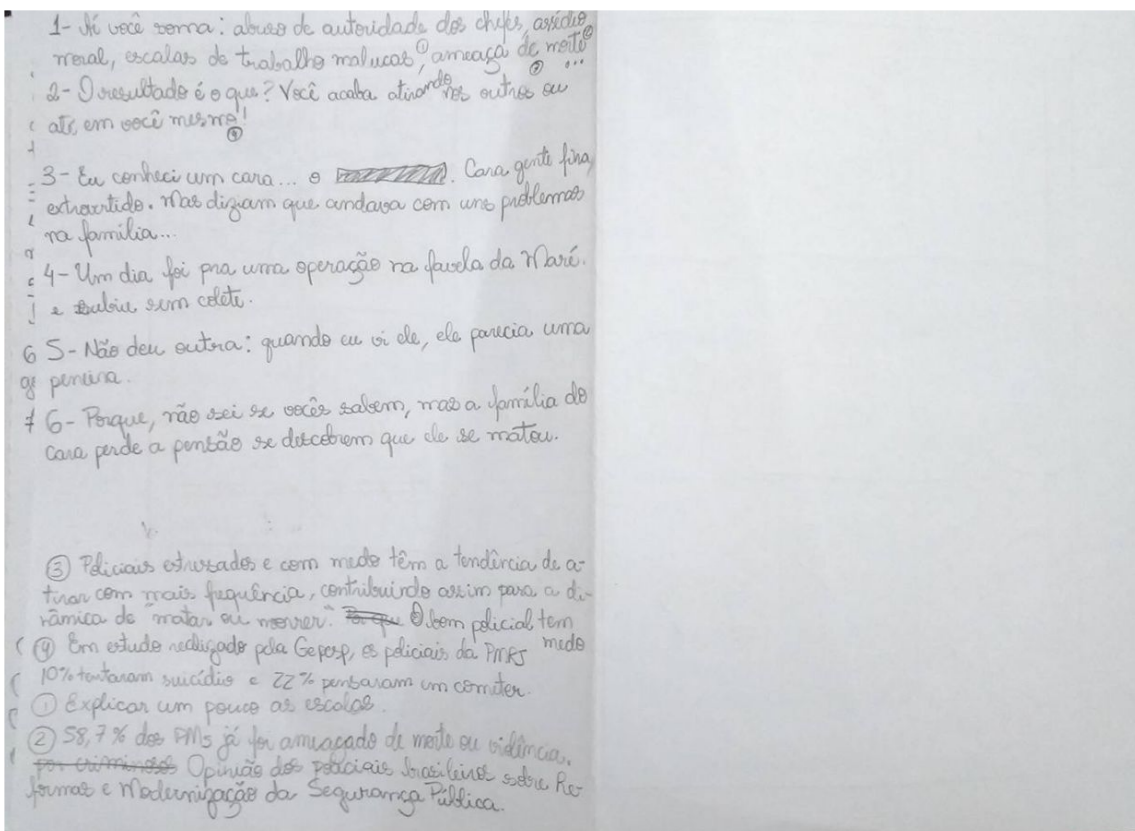 1- Aí você soma: abuso de autoridade dos chefes, assédio
moral, escalas de trabalho malucas①, ameaça de morte②...
2- O resultado é o que? Você acaba atirando③ nos outros ou
até em você mesmo④!
3- Eu conheci um cara... o . Cara gente fina,
extrovertido. Mas diziam que andava com uns problemas
na família...
4- Um dia foi pra uma operação na favela da Maré.
e subiu sem colete.
5- Não deu outra: quando eu vi ele, ele parecia uma
peneira.
6- Porque, não sei se vocês sabem, mas a família do
cara perde a pensão se descobrem que ele se matou.
③ Policiais estressados e com medo têm a tendência de a-
tirar com mais frequência, contribuindo assim para a di-
nâmica de "matar ou morrer". O bom policial tem
medo
④ Em estudo realizado pela Gepesp, os policiais da PMRJ
10% tentaram suicídio e 22% pensaram em cometer.
① Explicar um pouco as escalas.
② 58,7% dos PMs já foi ameaçado de morte ou violência.
por criminosos Opinião dos policiais brasileiros sobre Re-
formas e Modernização da Segurança Pública.